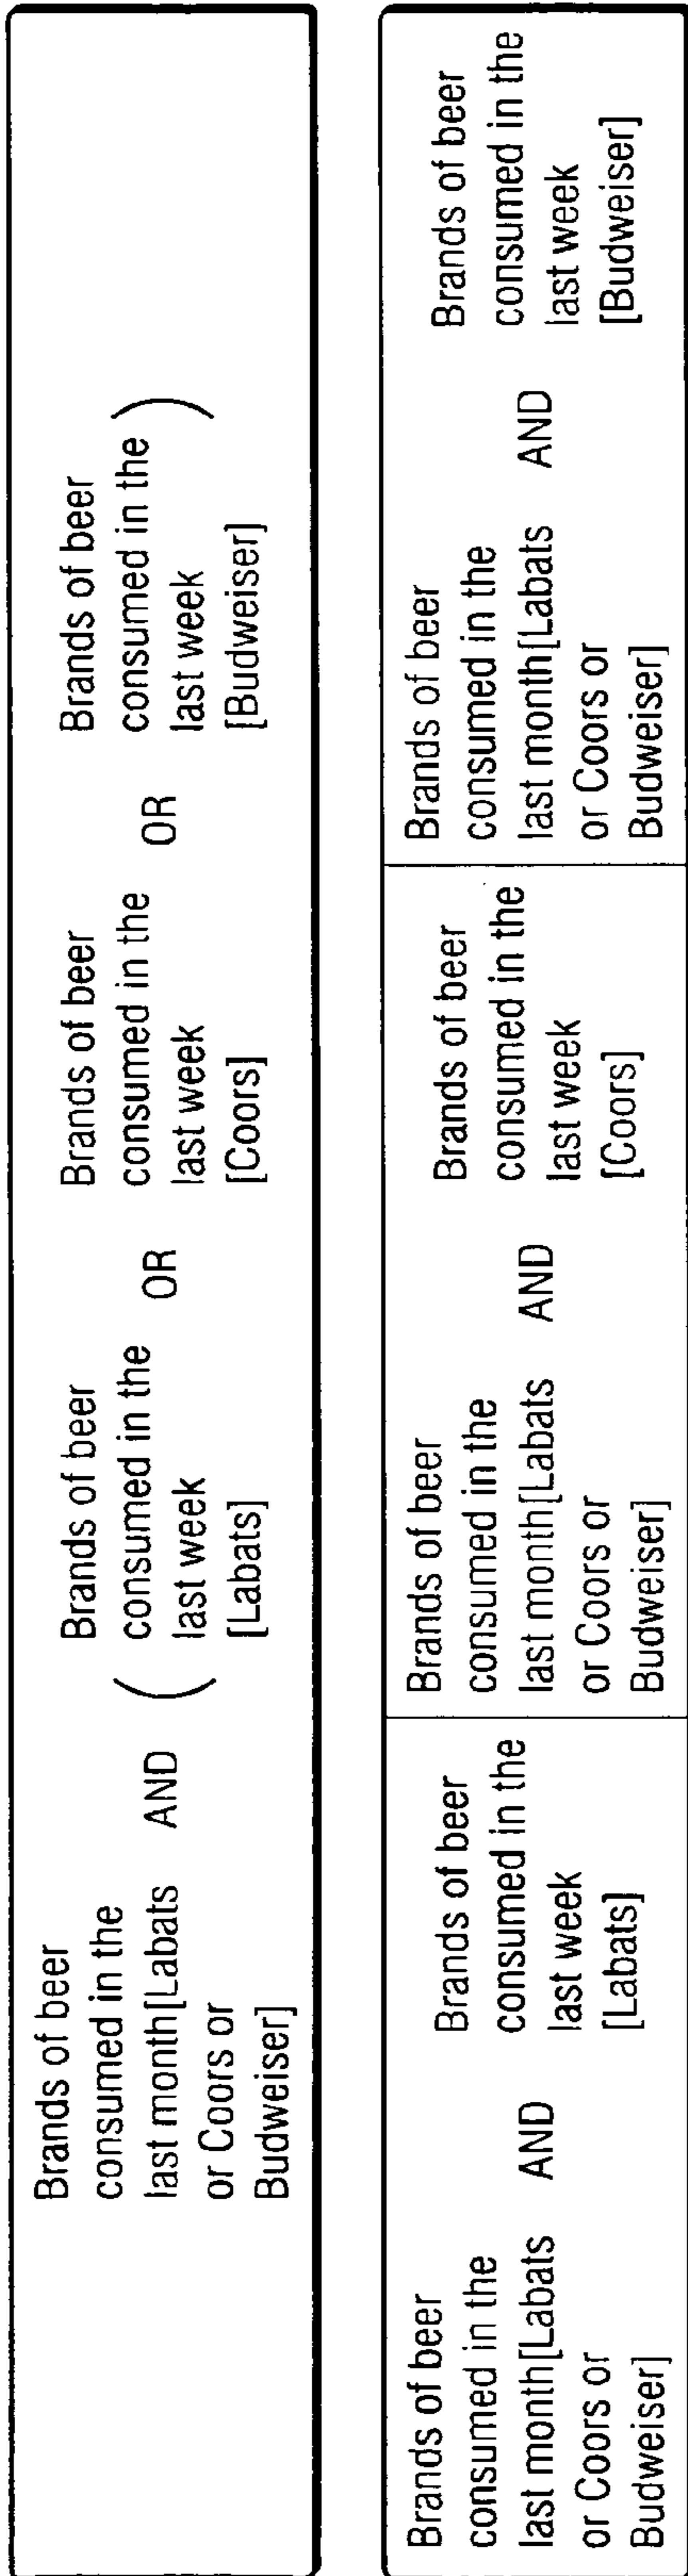 Brands of beer
consumed in the
last month[Labats
or Coors or
Budweiser]
AND
(
Brands of beer
consumed in the
last week
[Labats]
OR
Brands of beer
consumed in the
last week
[Coors]
OR
Brands of beer
consumed in the
last week
[Budweiser]
)
Brands of beer
consumed in the
last month[Labats
or Coors or
Budweiser]
AND
Brands of beer
consumed in the
last week
[Labats]
Brands of beer
consumed in the
last month[Labats
or Coors or
Budweiser]
AND
Brands of beer
consumed in the
last week
[Coors]
Brands of beer
consumed in the
last month[Labats
or Coors or
Budweiser]
AND
Brands of beer
consumed in the
last week
[Budweiser]